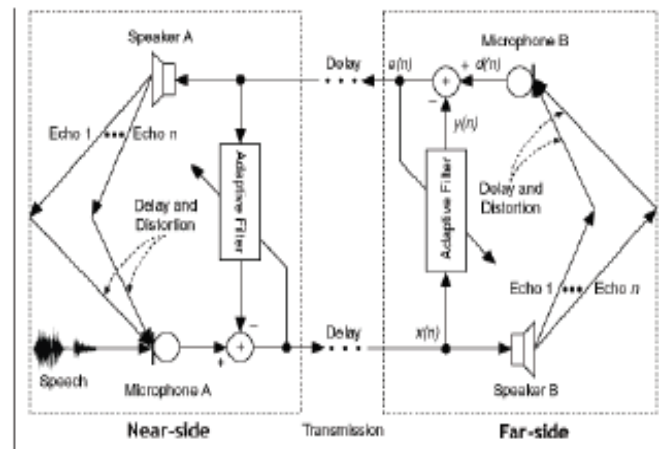 Speaker A
Delay
e(n)
d(n)
Microphone B
+
+
−
y(n)
Echo 1
Echo n
Adaptive Filter
Adaptive Filter
Delay and
Distortion
Delay and
Distortion
Echo 1
Echo n
−
+
+
Delay
x(n)
Speech
Microphone A
Speaker B
Near-side
Transmission
Far-side